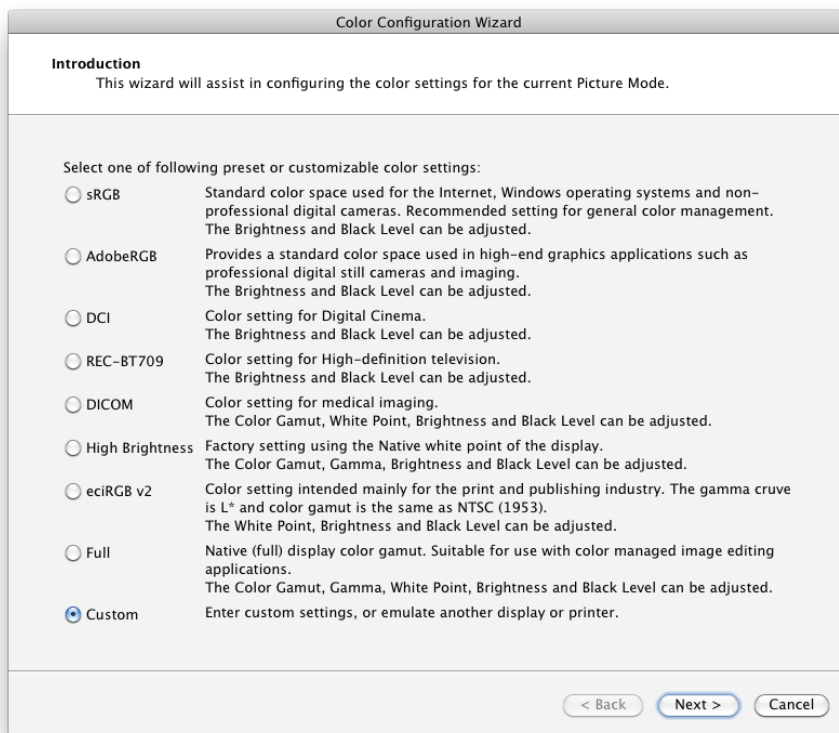 Color Configuration Wizard
Introduction
This wizard will assist in configuring the color settings for the current Picture Mode.
Select one of following preset or customizable color settings:
sRGB Standard color space used for the Internet, Windows operating systems and non-
professional digital cameras. Recommended setting for general color management.
The Brightness and Black Level can be adjusted.
AdobeRGB Provides a standard color space used in high-end graphics applications such as
professional digital still cameras and imaging.
The Brightness and Black Level can be adjusted.
DCI Color setting for Digital Cinema.
The Brightness and Black Level can be adjusted.
REC-BT709 Color setting for High-definition television.
The Brightness and Black Level can be adjusted.
DICOM Color setting for medical imaging.
The Color Gamut, White Point, Brightness and Black Level can be adjusted.
High Brightness Factory setting using the Native white point of the display.
The Color Gamut, Gamma, Brightness and Black Level can be adjusted.
eciRGB v2 Color setting intended mainly for the print and publishing industry. The gamma cruve
is L* and color gamut is the same as NTSC (1953).
The White Point, Brightness and Black Level can be adjusted.
Full Native (full) display color gamut. Suitable for use with color managed image editing
applications.
The Color Gamut, Gamma, White Point, Brightness and Black Level can be adjusted.
Custom Enter custom settings, or emulate another display or printer.
< Back Next > Cancel